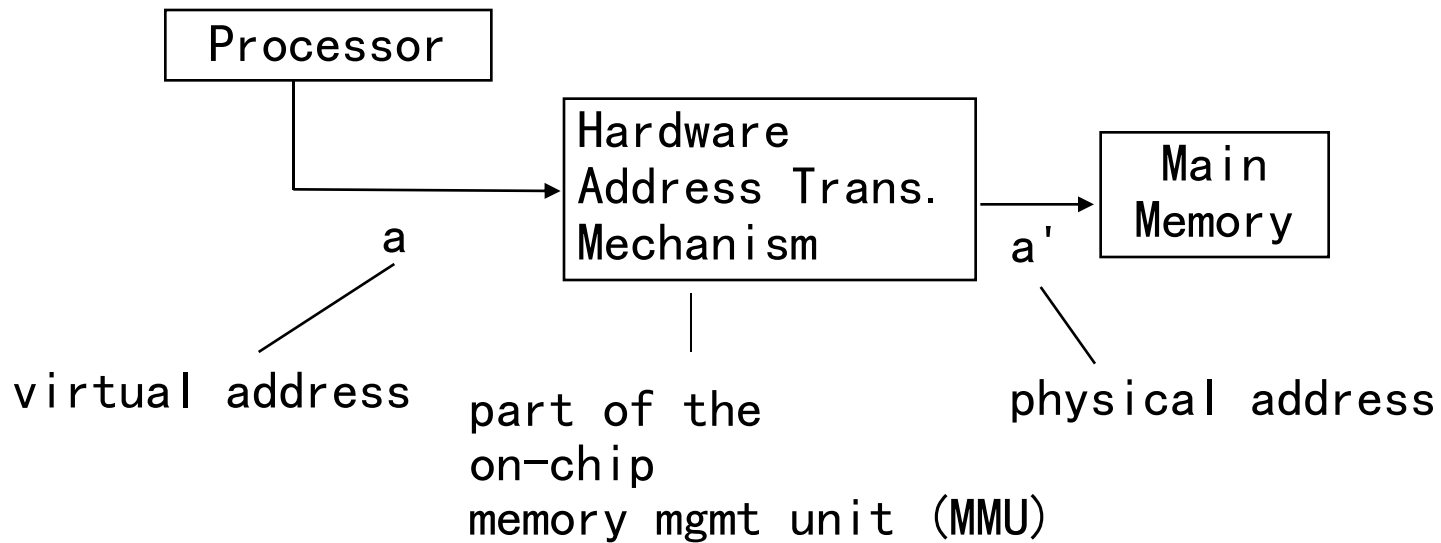 Processor
Hardware
Address Trans.
Mechanism
Main
Memory
a
a'
virtual address
part of the
on-chip
memory mgmt unit (MMU)
physical address